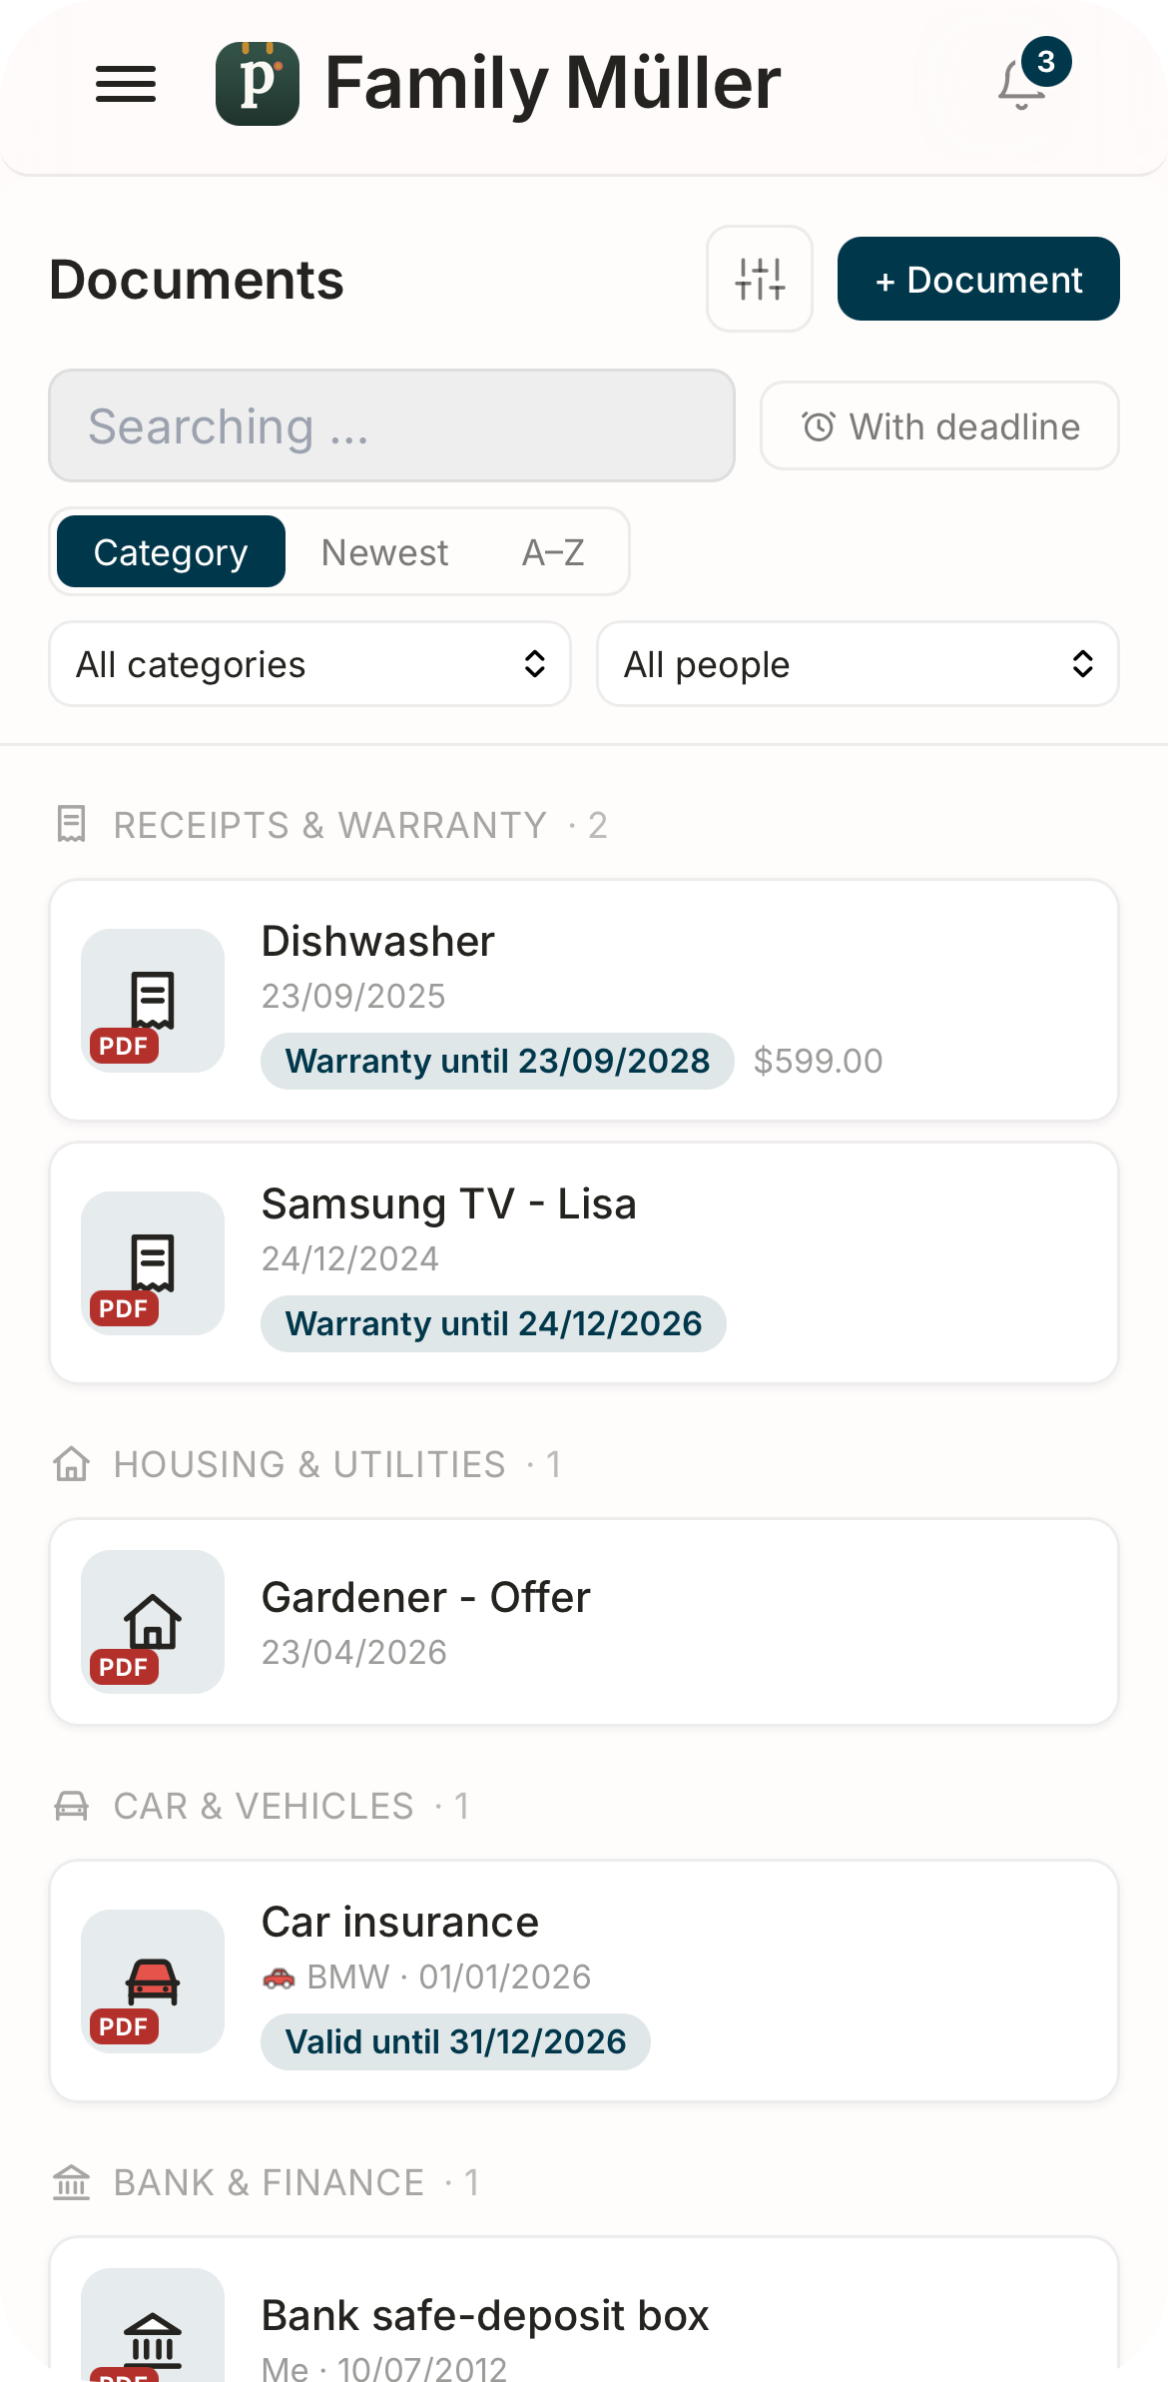 p Family Müller 3
Documents
+ Document
Searching ...
With deadline
Category Newest A–Z
All categories
All people
RECEIPTS & WARRANTY · 2
Dishwasher
23/09/2025
Warranty until 23/09/2028 $599.00
PDF
Samsung TV - Lisa
24/12/2024
Warranty until 24/12/2026
PDF
HOUSING & UTILITIES · 1
Gardener - Offer
23/04/2026
PDF
CAR & VEHICLES · 1
Car insurance
BMW · 01/01/2026
Valid until 31/12/2026
PDF
BANK & FINANCE · 1
Bank safe-deposit box
Me · 10/07/2012
PDF